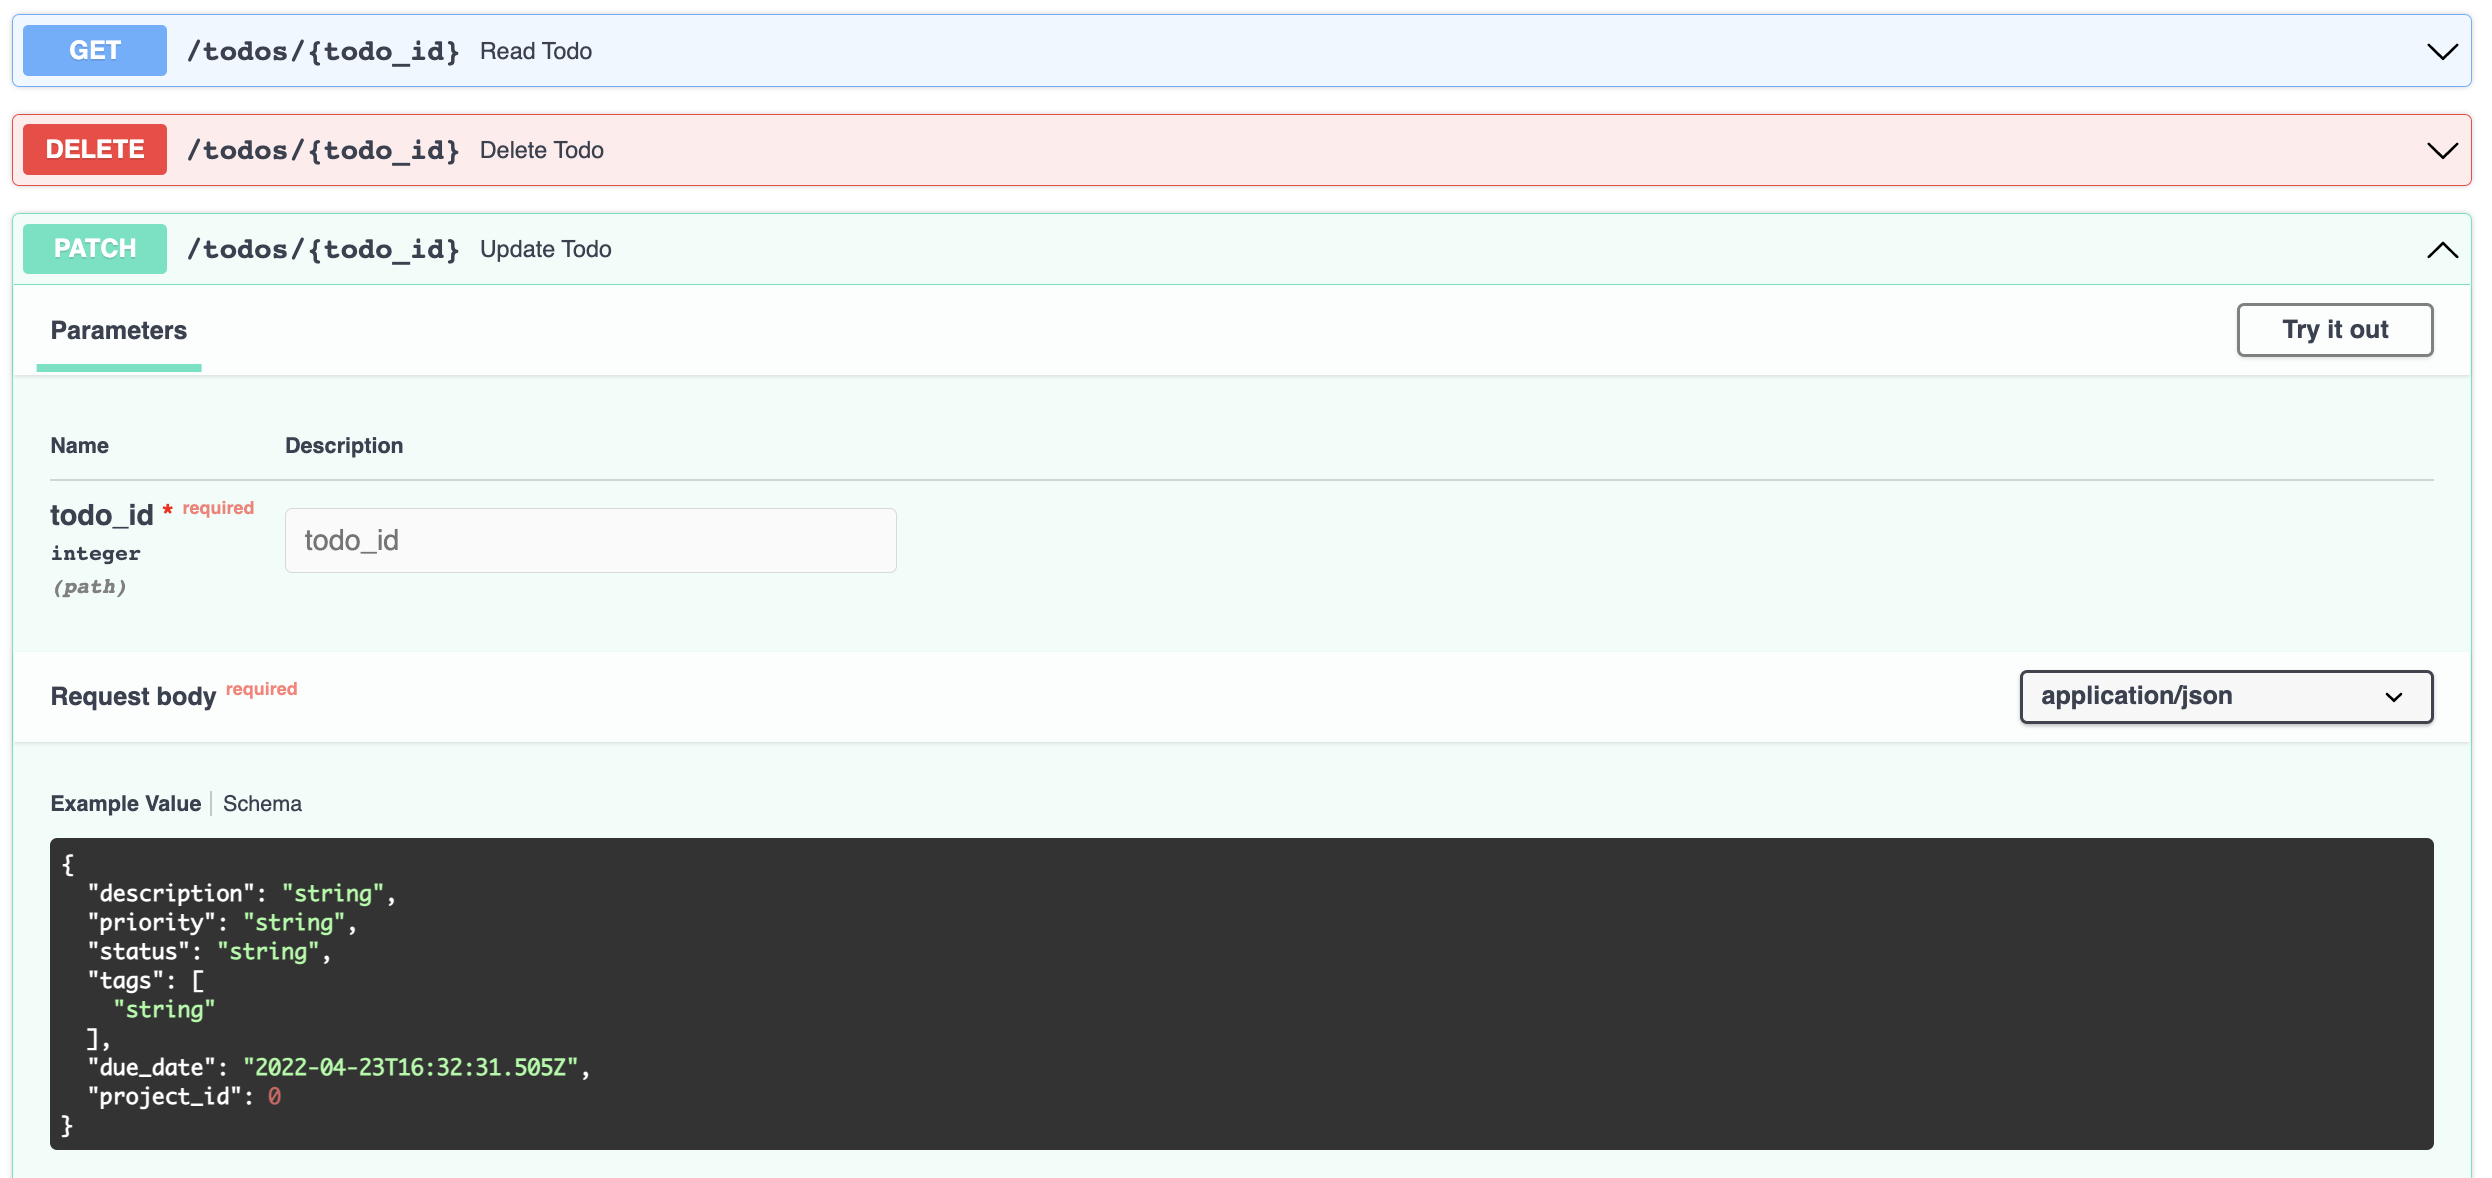 GET /todos/{todo_id} Read Todo
DELETE /todos/{todo_id} Delete Todo
PATCH /todos/{todo_id} Update Todo
Parameters
Try it out
Name Description
todo_id * required
integer
(path)
todo_id
Request body required
application/json
Example Value Schema
{
  "description": "string",
  "priority": "string",
  "status": "string",
  "tags": [
    "string"
  ],
  "due_date": "2022-04-23T16:32:31.505Z",
  "project_id": 0
}